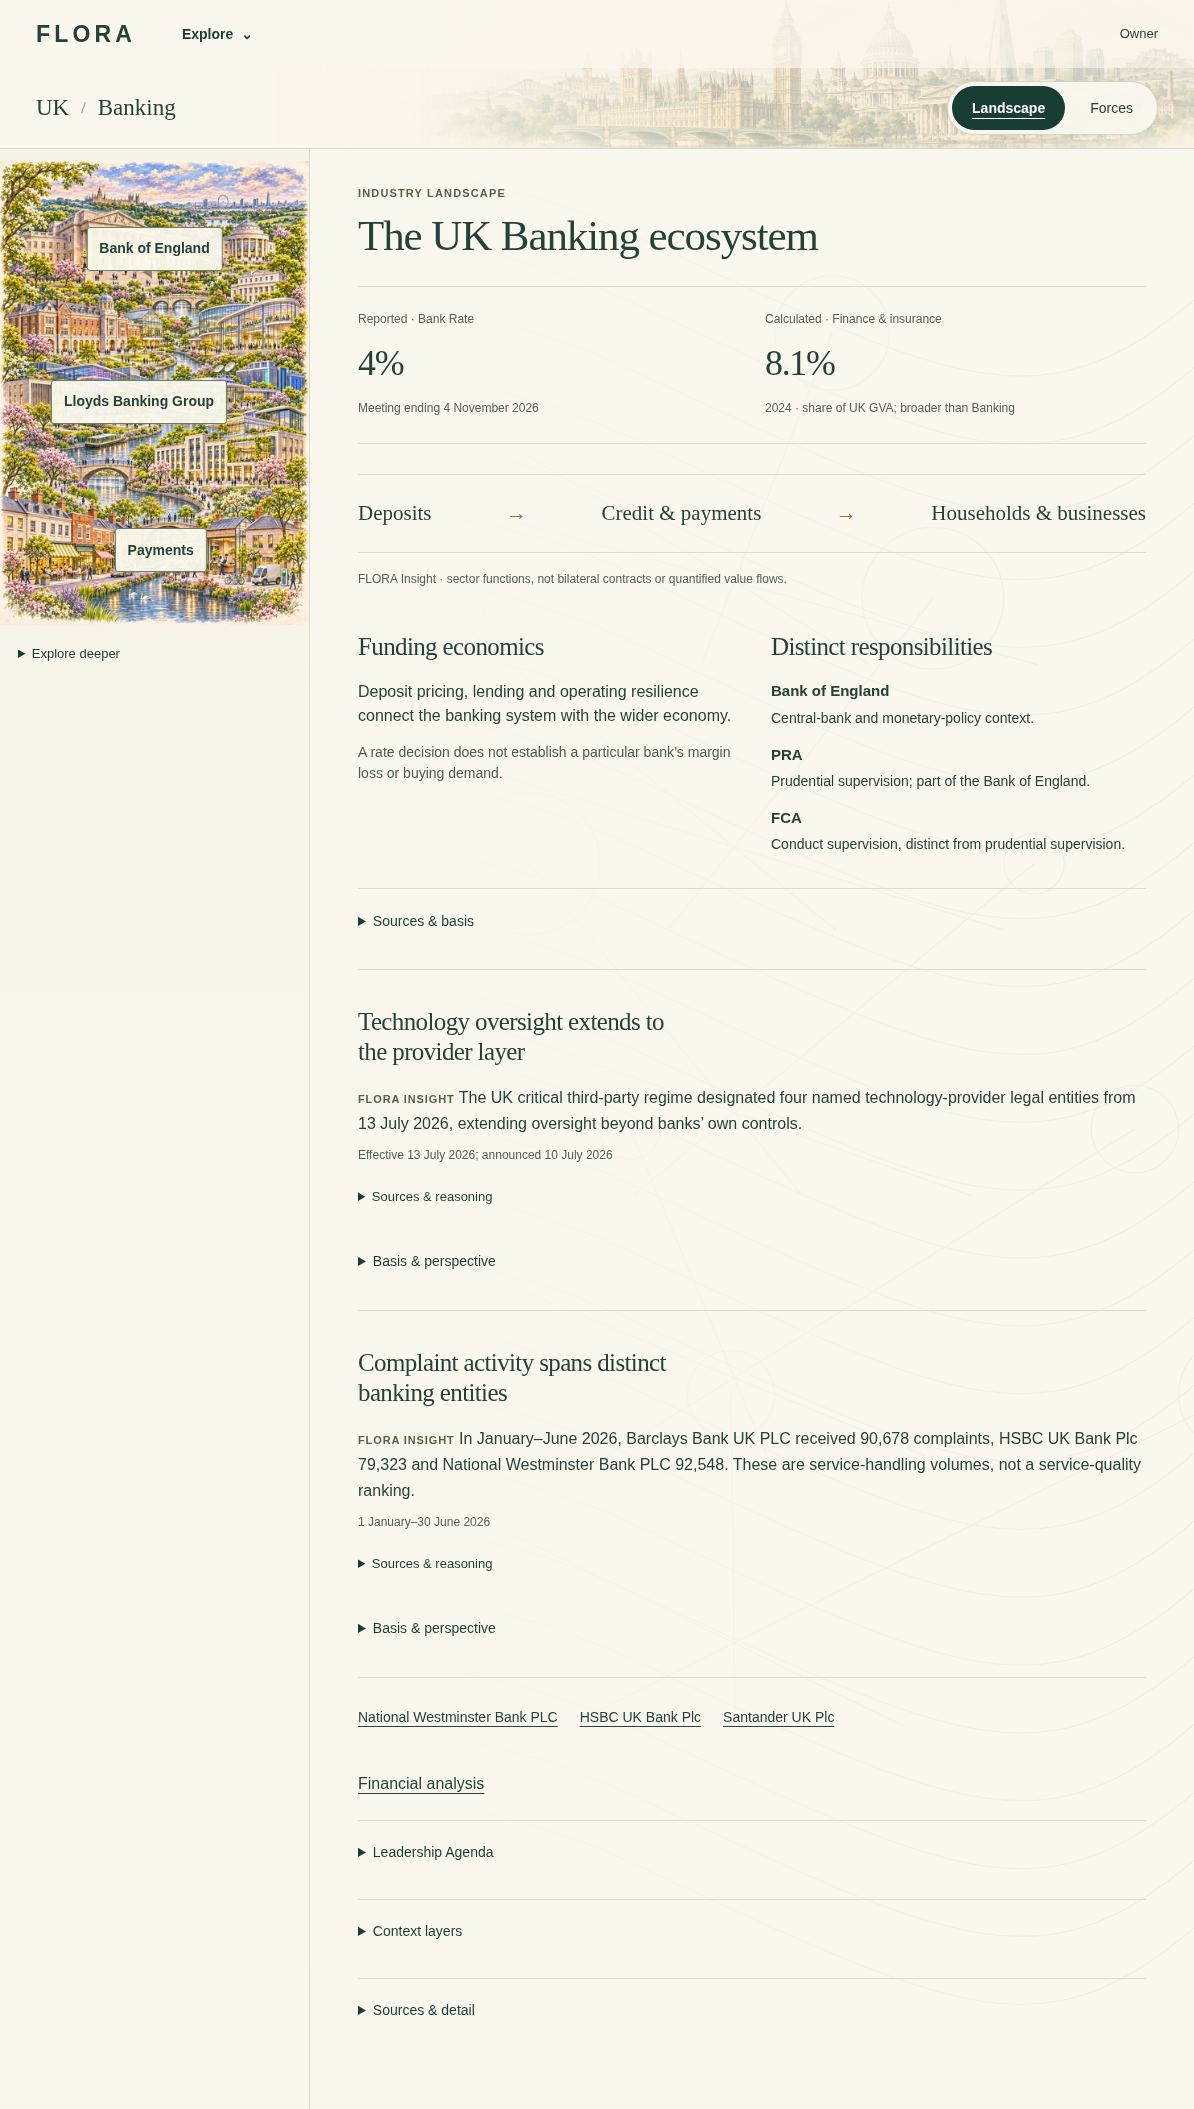 FLORA
Explore
Owner
UK / Banking
Landscape
Forces
Bank of England
Lloyds Banking Group
Payments
Explore deeper
INDUSTRY LANDSCAPE
The UK Banking ecosystem
Reported · Bank Rate
4%
Meeting ending 4 November 2026
Calculated · Finance & insurance
8.1%
2024 · share of UK GVA; broader than Banking
Deposits → Credit & payments → Households & businesses
FLORA Insight · sector functions, not bilateral contracts or quantified value flows.
Funding economics
Deposit pricing, lending and operating resilience
connect the banking system with the wider economy.
A rate decision does not establish a particular bank’s margin
loss or buying demand.
Distinct responsibilities
Bank of England
Central-bank and monetary-policy context.
PRA
Prudential supervision; part of the Bank of England.
FCA
Conduct supervision, distinct from prudential supervision.
Sources & basis
Technology oversight extends to
the provider layer
FLORA INSIGHT The UK critical third-party regime designated four named technology-provider legal entities from
13 July 2026, extending oversight beyond banks’ own controls.
Effective 13 July 2026; announced 10 July 2026
Sources & reasoning
Basis & perspective
Complaint activity spans distinct
banking entities
FLORA INSIGHT In January–June 2026, Barclays Bank UK PLC received 90,678 complaints, HSBC UK Bank Plc
79,323 and National Westminster Bank PLC 92,548. These are service-handling volumes, not a service-quality
ranking.
1 January–30 June 2026
Sources & reasoning
Basis & perspective
National Westminster Bank PLC HSBC UK Bank Plc Santander UK Plc
Financial analysis
Leadership Agenda
Context layers
Sources & detail